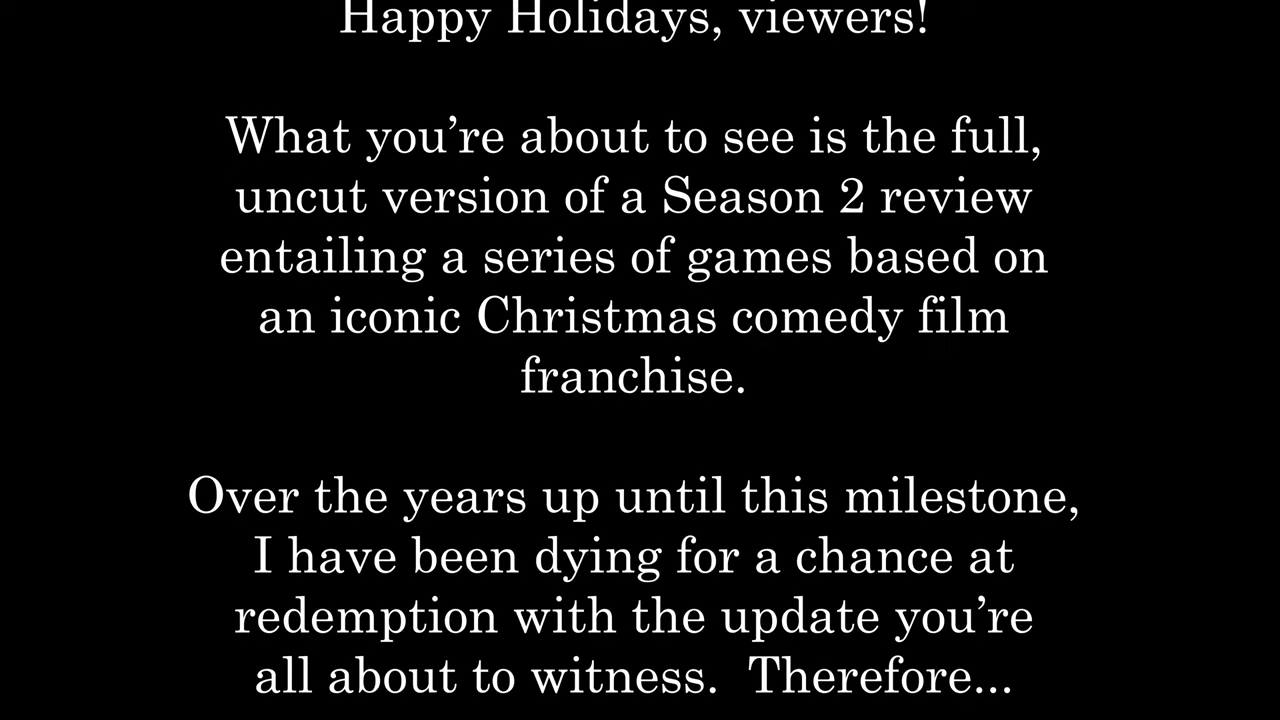 Happy Holidays, viewers!
What you’re about to see is the full,
uncut version of a Season 2 review
entailing a series of games based on
an iconic Christmas comedy film
franchise.
Over the years up until this milestone,
I have been dying for a chance at
redemption with the update you’re
all about to witness.  Therefore...